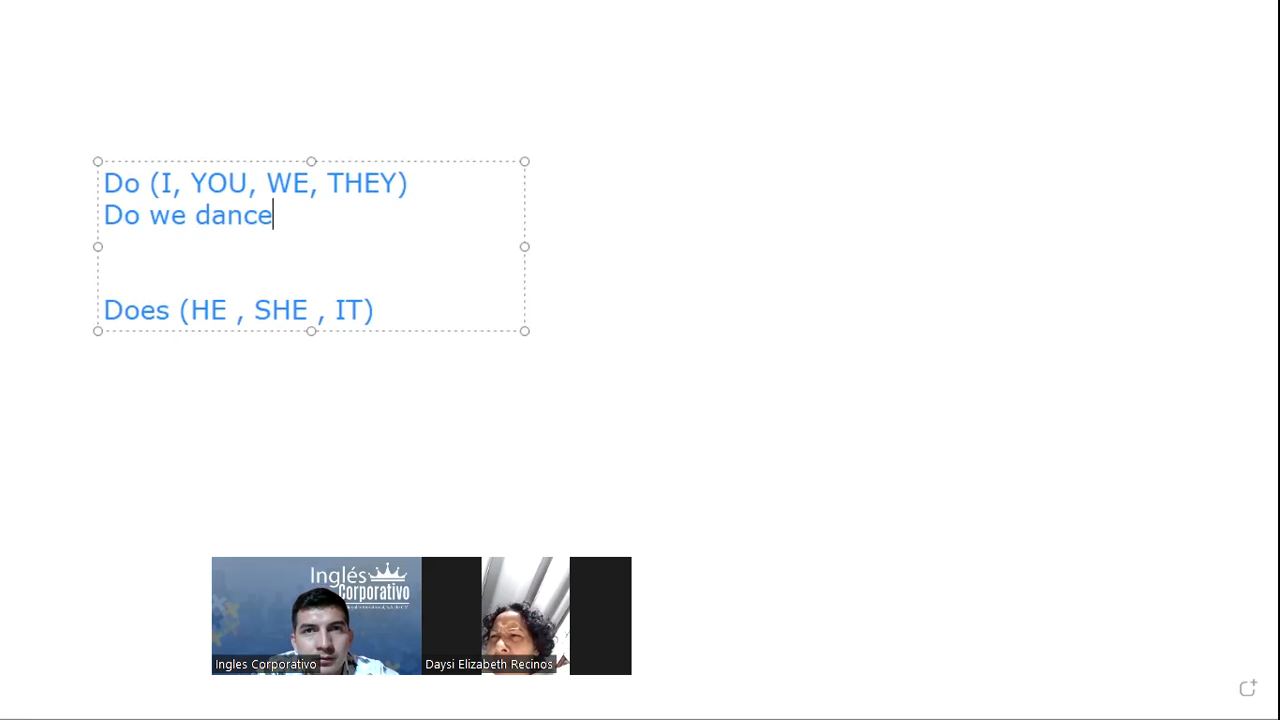 Do (I, YOU, WE, THEY)
Do we dance
Does (HE , SHE , IT)
Inglés
Corporativo
Ingles Corporativo
Daysi Elizabeth Recinos